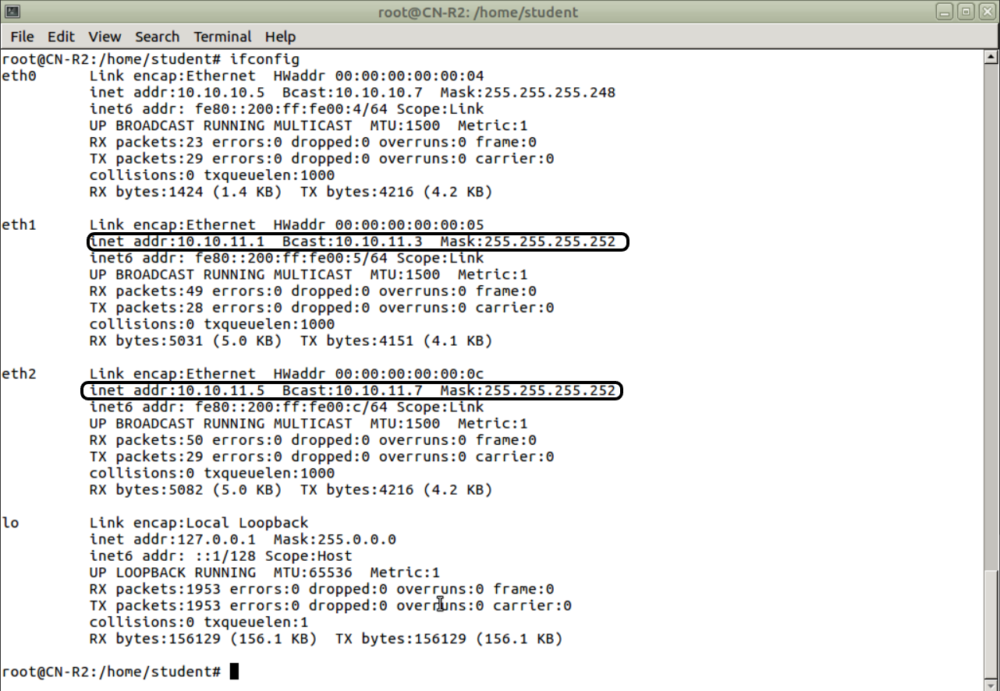 root@CN-R2: /home/student
File Edit View Search Terminal Help
root@CN-R2:/home/student# ifconfig
eth0      Link encap:Ethernet  HWaddr 00:00:00:00:00:04
          inet addr:10.10.10.5  Bcast:10.10.10.7  Mask:255.255.255.248
          inet6 addr: fe80::200:ff:fe00:4/64 Scope:Link
          UP BROADCAST RUNNING MULTICAST  MTU:1500  Metric:1
          RX packets:23 errors:0 dropped:0 overruns:0 frame:0
          TX packets:29 errors:0 dropped:0 overruns:0 carrier:0
          collisions:0 txqueuelen:1000
          RX bytes:1424 (1.4 KB)  TX bytes:4216 (4.2 KB)

eth1      Link encap:Ethernet  HWaddr 00:00:00:00:00:05
          inet addr:10.10.11.1  Bcast:10.10.11.3  Mask:255.255.255.252
          inet6 addr: fe80::200:ff:fe00:5/64 Scope:Link
          UP BROADCAST RUNNING MULTICAST  MTU:1500  Metric:1
          RX packets:49 errors:0 dropped:0 overruns:0 frame:0
          TX packets:28 errors:0 dropped:0 overruns:0 carrier:0
          collisions:0 txqueuelen:1000
          RX bytes:5031 (5.0 KB)  TX bytes:4151 (4.1 KB)

eth2      Link encap:Ethernet  HWaddr 00:00:00:00:00:0c
          inet addr:10.10.11.5  Bcast:10.10.11.7  Mask:255.255.255.252
          inet6 addr: fe80::200:ff:fe00:c/64 Scope:Link
          UP BROADCAST RUNNING MULTICAST  MTU:1500  Metric:1
          RX packets:50 errors:0 dropped:0 overruns:0 frame:0
          TX packets:29 errors:0 dropped:0 overruns:0 carrier:0
          collisions:0 txqueuelen:1000
          RX bytes:5082 (5.0 KB)  TX bytes:4216 (4.2 KB)

lo        Link encap:Local Loopback
          inet addr:127.0.0.1  Mask:255.0.0.0
          inet6 addr: ::1/128 Scope:Host
          UP LOOPBACK RUNNING  MTU:65536  Metric:1
          RX packets:1953 errors:0 dropped:0 overruns:0 frame:0
          TX packets:1953 errors:0 dropped:0 overruns:0 carrier:0
          collisions:0 txqueuelen:1
          RX bytes:156129 (156.1 KB)  TX bytes:156129 (156.1 KB)

root@CN-R2:/home/student#